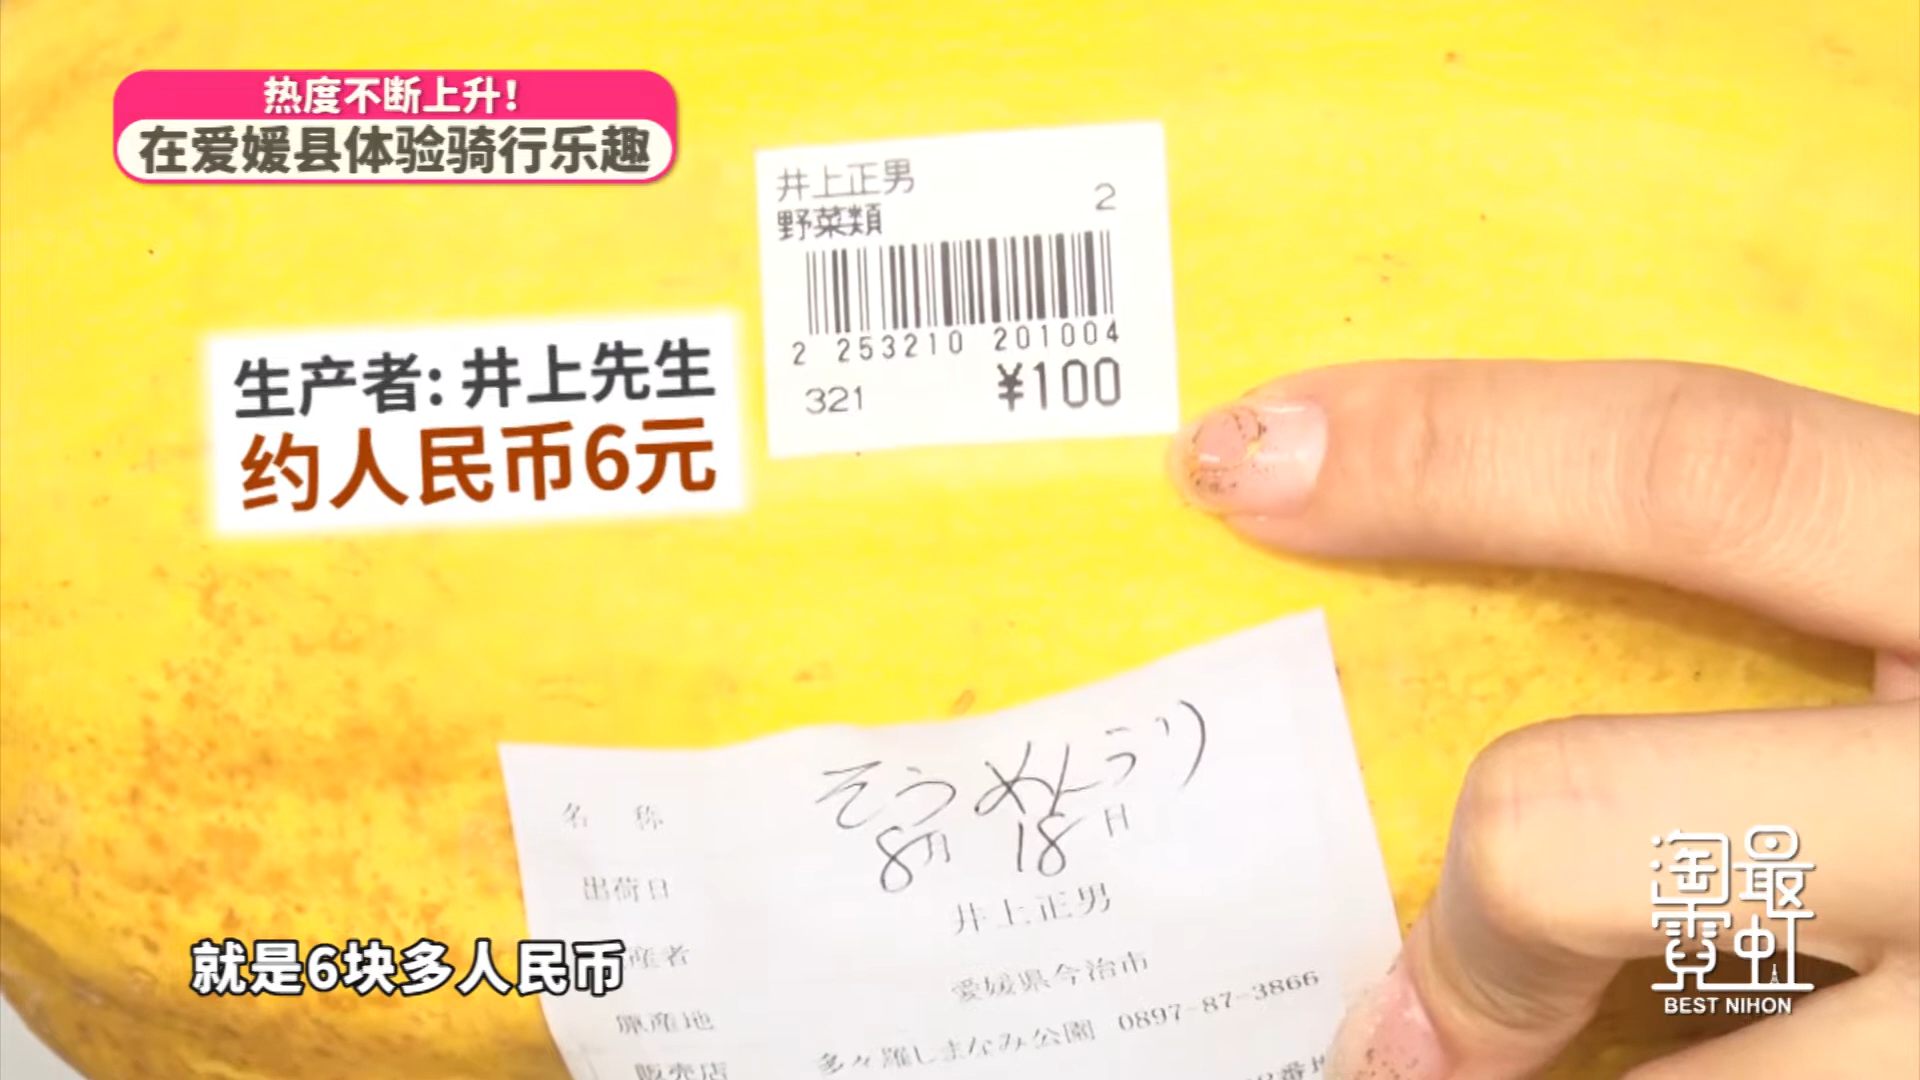 热度不断上升!
在爱媛县体验骑行乐趣
井上正男
2
野菜類
2 253210 201004
321
¥100
生产者: 井上先生
约人民币6元
名 称
そうめんうり
出荷日
8月 18日
産者
井上正男
原産地
愛媛県今治市
販売店
多々羅しまなみ公園 0897-87-3866
番地
就是6块多人民币
淘最霓虹
BEST NIHON